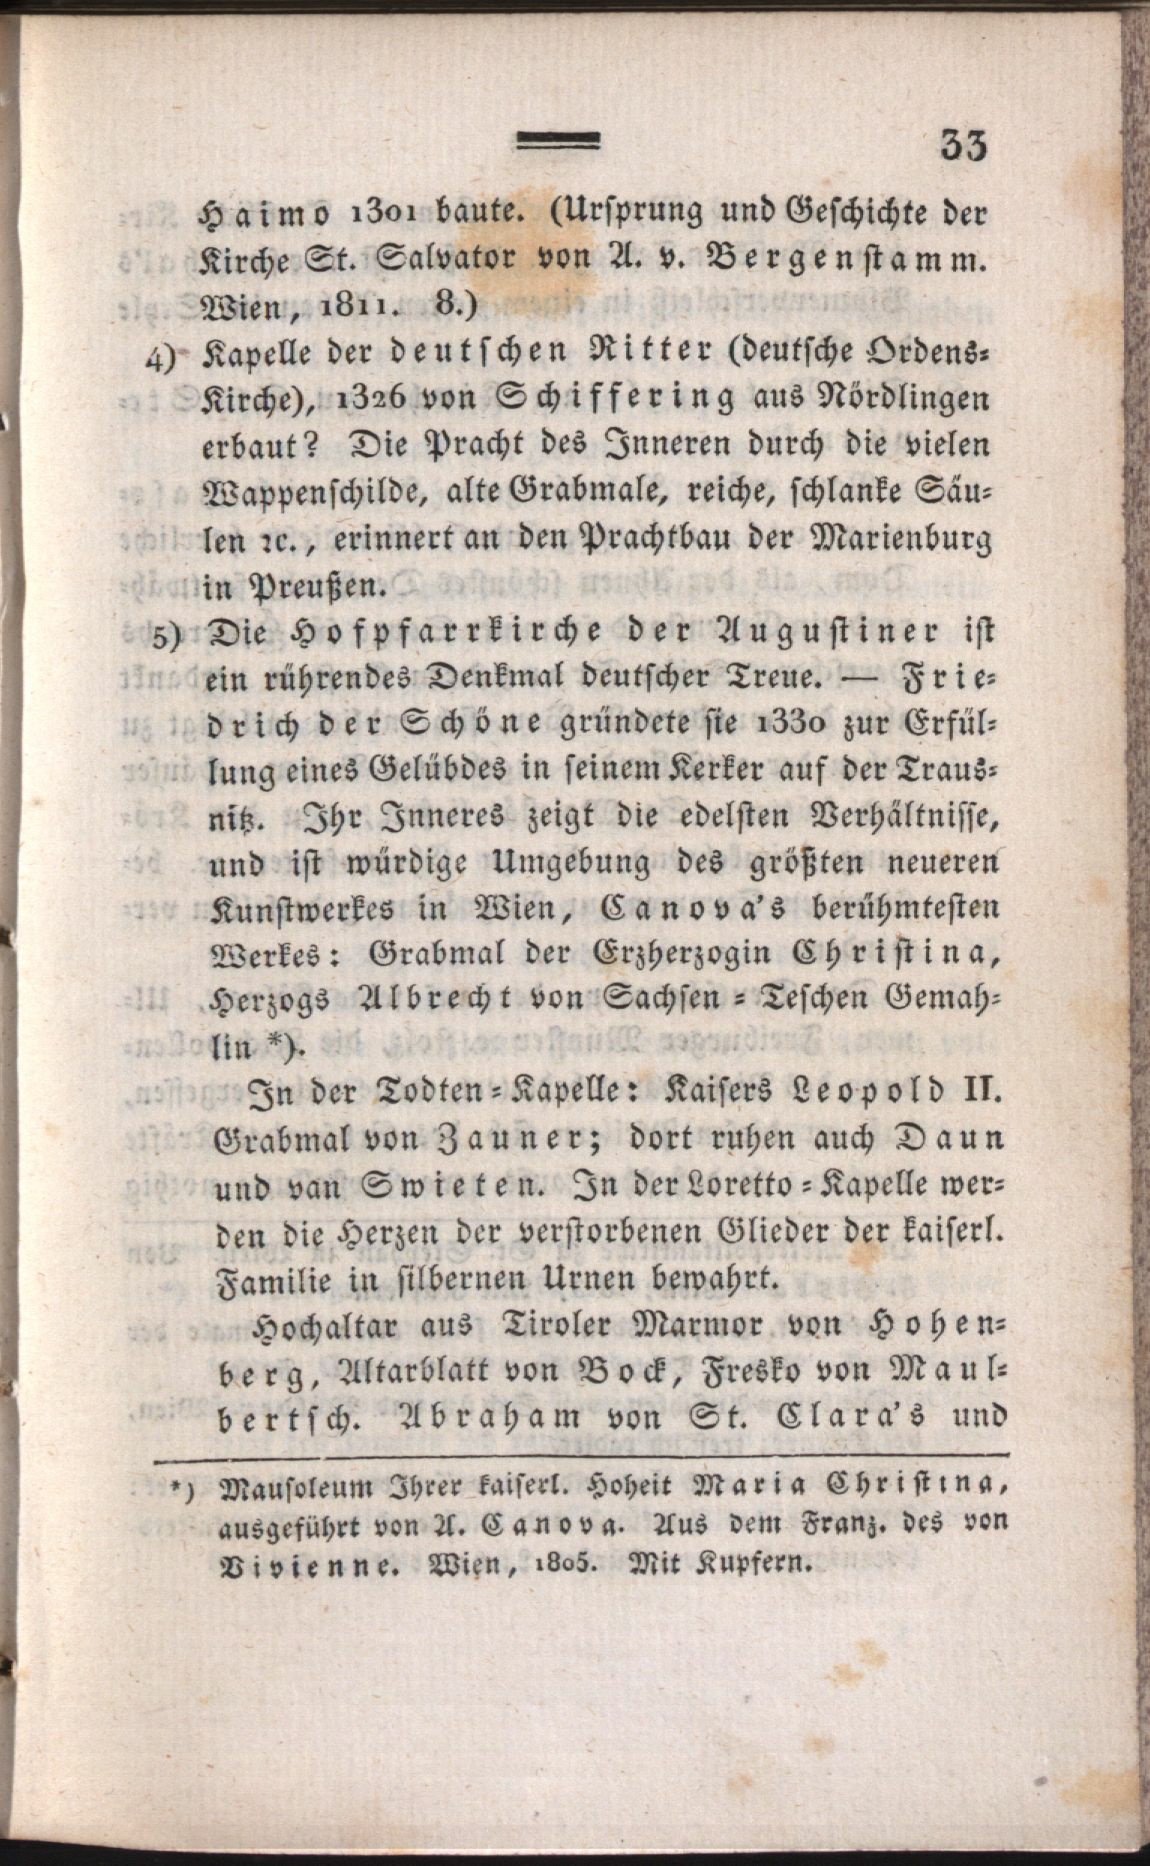 33
Haimo 1301 baute. (Ursprung und Geschichte der
Kirche St. Salvator von A. v. Bergenstamm.
Wien, 1811. 8.)
4) Kapelle der deutschen Ritter (deutsche Ordens-
Kirche), 1326 von Schiffering aus Nördlingen
erbaut? Die Pracht des Inneren durch die vielen
Wappenschilde, alte Grabmale, reiche, schlanke Säu-
len ꝛc., erinnert an den Prachtbau der Marienburg
in Preußen.
5) Die Hofpfarrkirche der Augustiner ist
ein rührendes Denkmal deutscher Treue. — Frie-
drich der Schöne gründete sie 1330 zur Erfül-
lung eines Gelübdes in seinem Kerker auf der Traus-
nitz. Ihr Inneres zeigt die edelsten Verhältnisse,
und ist würdige Umgebung des größten neueren
Kunstwerkes in Wien, Canova's berühmtesten
Werkes: Grabmal der Erzherzogin Christina,
Herzogs Albrecht von Sachsen-Teschen Gemah-
lin *).
In der Todten-Kapelle: Kaisers Leopold II.
Grabmal von Zauner; dort ruhen auch Daun
und van Swieten. In der Loretto-Kapelle wer-
den die Herzen der verstorbenen Glieder der kaiserl.
Familie in silbernen Urnen bewahrt.
Hochaltar aus Tiroler Marmor von Hohen-
berg, Altarblatt von Bock, Fresko von Maul-
bertsch. Abraham von St. Clara's und
*) Mausoleum Ihrer kaiserl. Hoheit Maria Christina,
ausgeführt von A. Canova. Aus dem Franz. des von
Vivienne. Wien, 1805. Mit Kupfern.